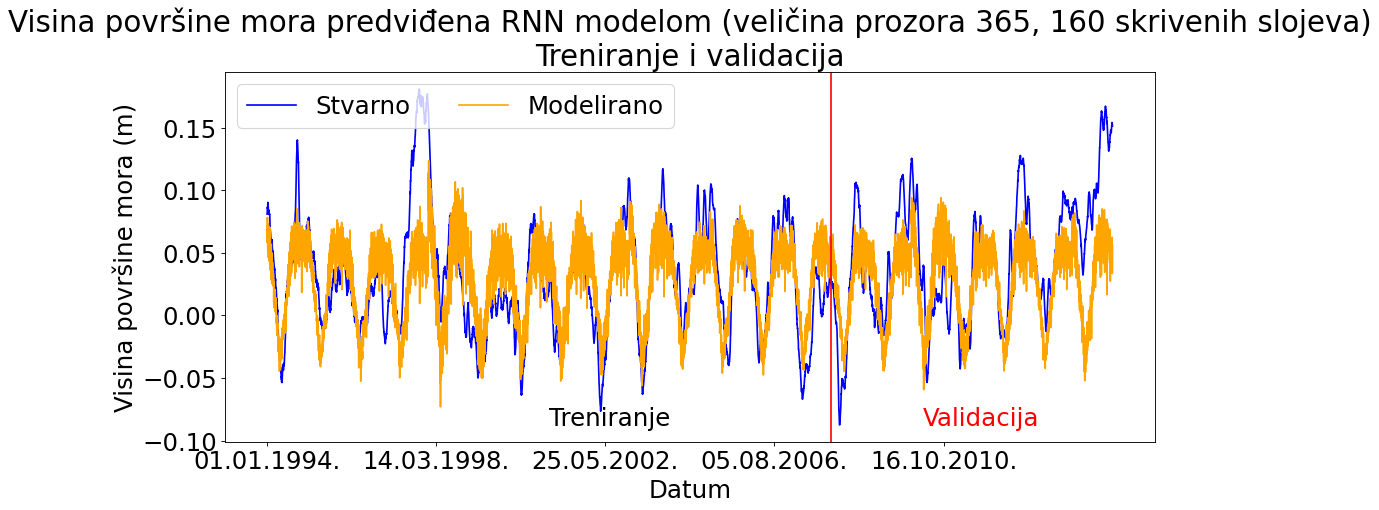 Visina površine mora predviđena RNN modelom (veličina prozora 365, 160 skrivenih slojeva)
Treniranje i validacija
Stvarno
Modelirano
Visina površine mora (m)
0.15
0.10
0.05
0.00
−0.05
−0.10
Treniranje
Validacija
01.01.1994.
14.03.1998.
25.05.2002.
05.08.2006.
16.10.2010.
Datum